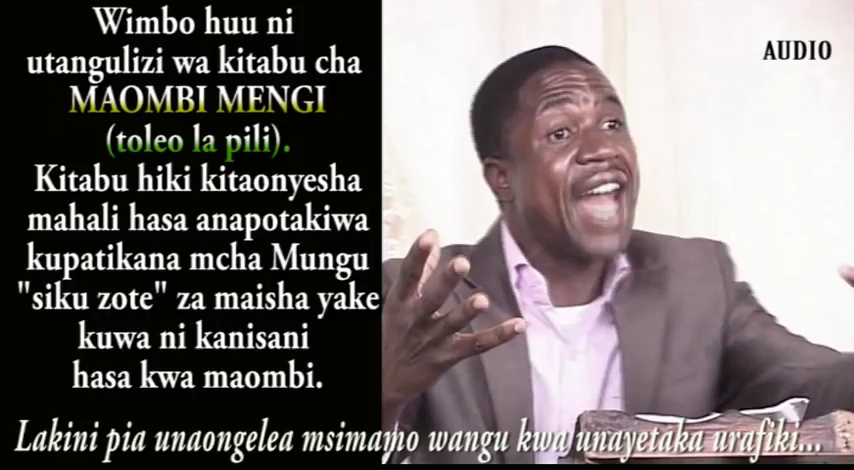 Wimbo huu ni
utangulizi wa kitabu cha
MAOMBI MENGI
(toleo la pili).
Kitabu hiki kitaonyesha
mahali hasa anapotakiwa
kupatikana mcha Mungu
"siku zote" za maisha yake
kuwa ni kanisani
hasa kwa maombi.
AUDIO
Lakini pia unaongelea msimamo wangu kwa unayetaka urafiki...